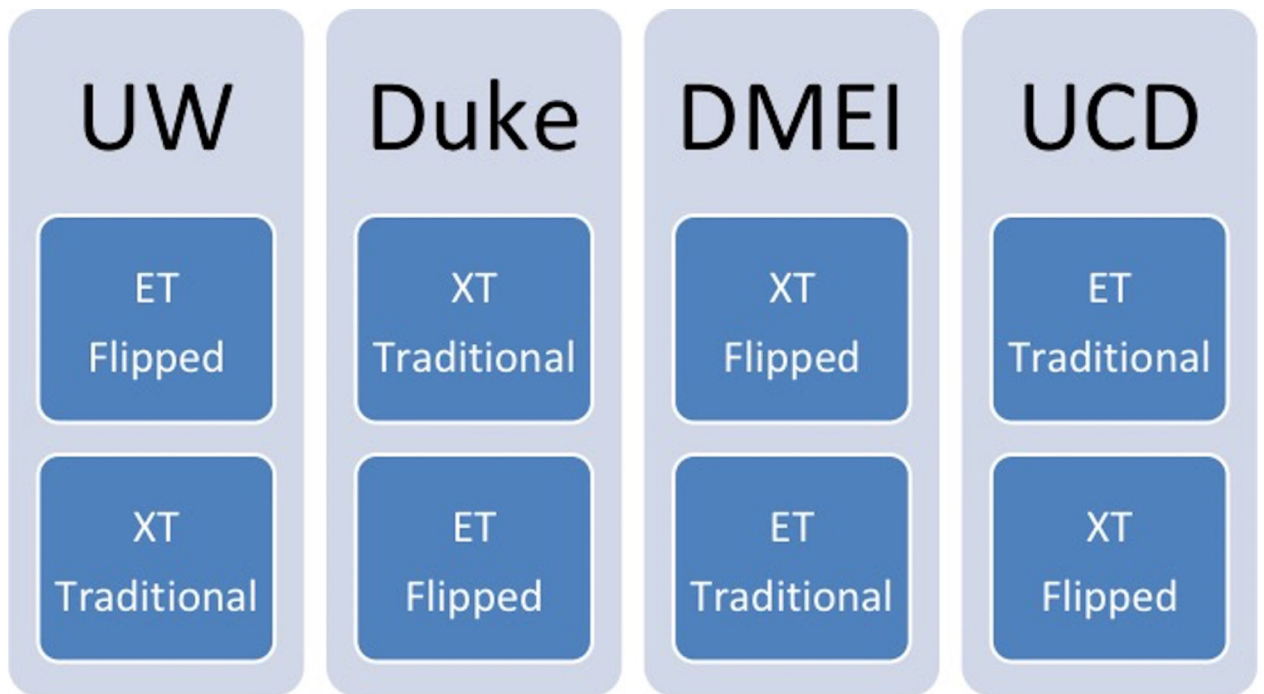 UW
ET
Flipped
XT
Traditional
Duke
XT
Traditional
ET
Flipped
DMEI
XT
Flipped
ET
Traditional
UCD
ET
Traditional
XT
Flipped